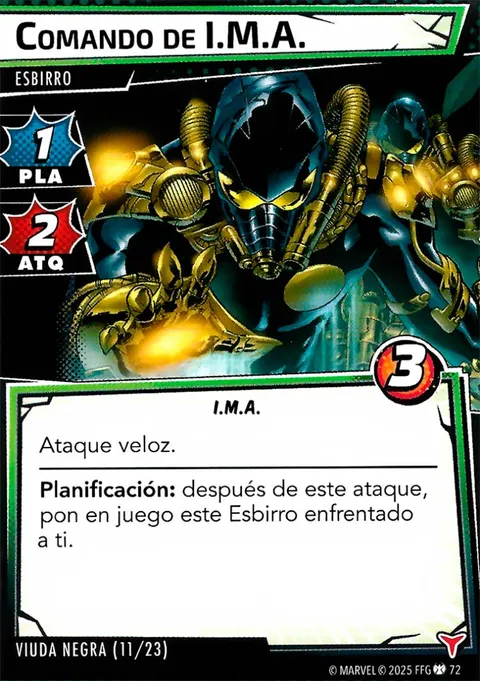 COMANDO DE I.M.A.
ESBIRRO
1
PLA
2
ATQ
3
I.M.A.
Ataque veloz.
Planificación: después de este ataque,
pon en juego este Esbirro enfrentado
a ti.
VIUDA NEGRA (11/23)
© MARVEL © 2025 FFG 72